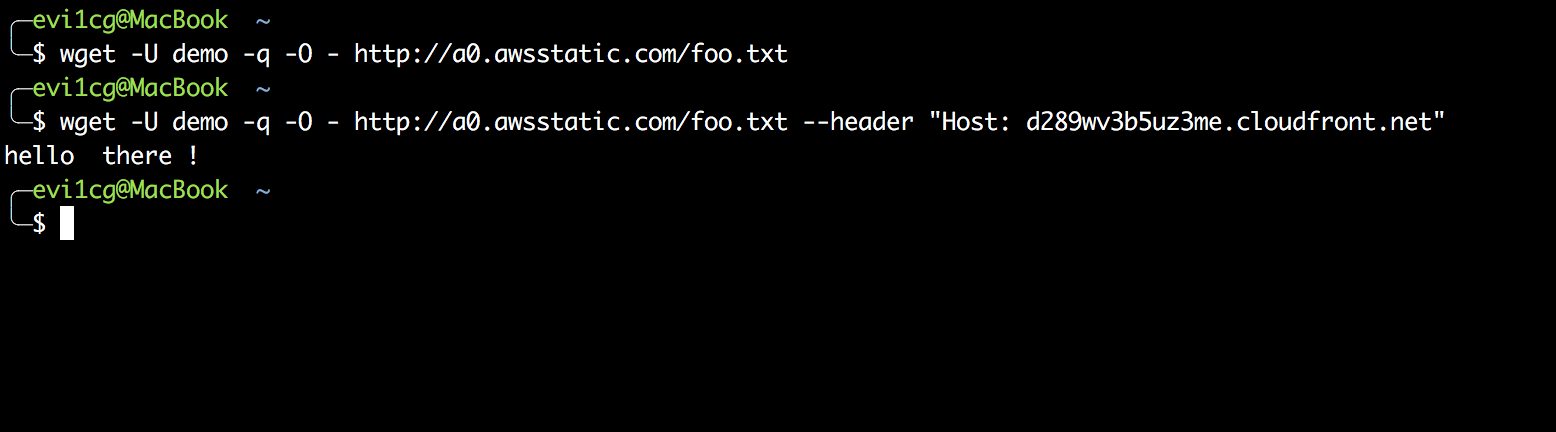 ╭─evi1cg@MacBook  ~
╰─$ wget -U demo -q -O - http://a0.awsstatic.com/foo.txt
╭─evi1cg@MacBook  ~
╰─$ wget -U demo -q -O - http://a0.awsstatic.com/foo.txt --header "Host: d289wv3b5uz3me.cloudfront.net"
hello  there !
╭─evi1cg@MacBook  ~
╰─$